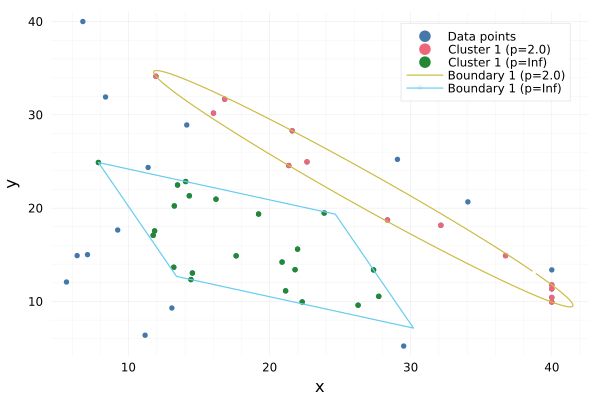 Data points
Cluster 1 (p=2.0)
Cluster 1 (p=Inf)
Boundary 1 (p=2.0)
Boundary 1 (p=Inf)
40
30
20
10
y
10 20 30 40
x